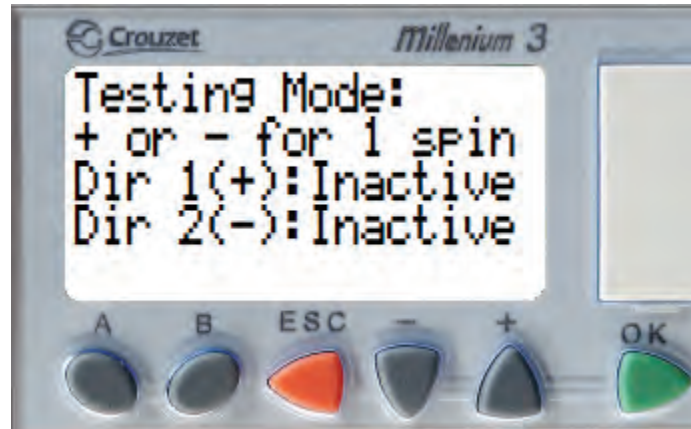 Crouzet Millenium 3
Testing Mode:
+ or - for 1 spin
Dir 1(+):Inactive
Dir 2(-):Inactive
A B ESC - + OK